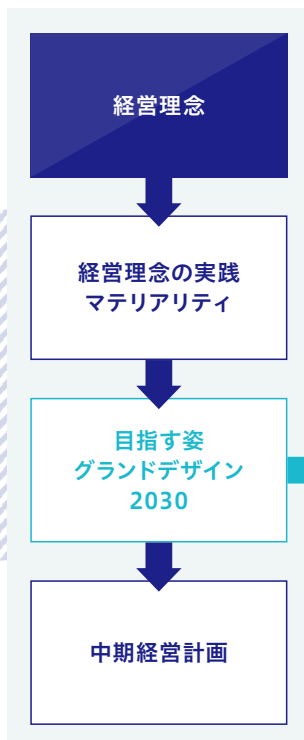 経営理念
経営理念の実践
マテリアリティ
目指す姿
グランドデザイン
2030
中期経営計画